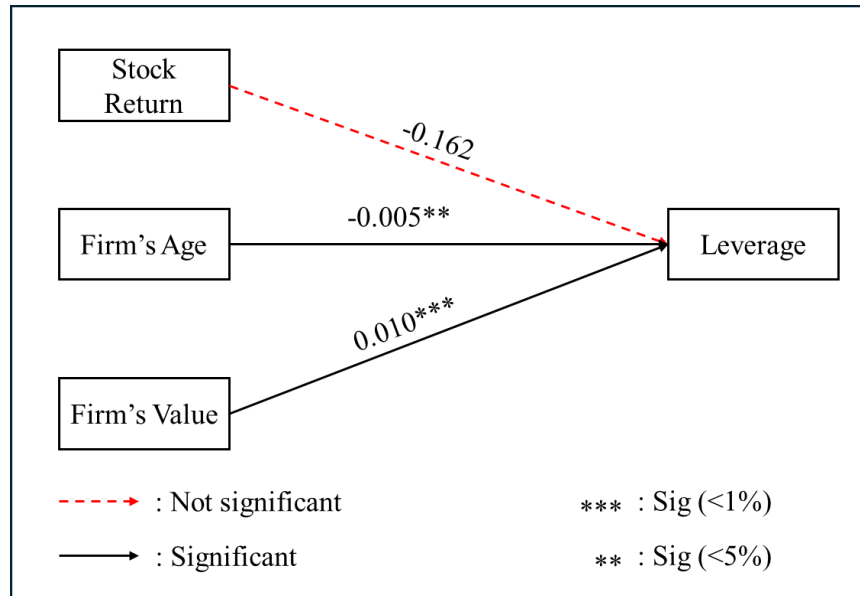 Stock
Return
-0.162
-0.005**
Firm’s Age
Leverage
0.010***
Firm’s Value
: Not significant
*** : Sig (<1%)
: Significant
** : Sig (<5%)